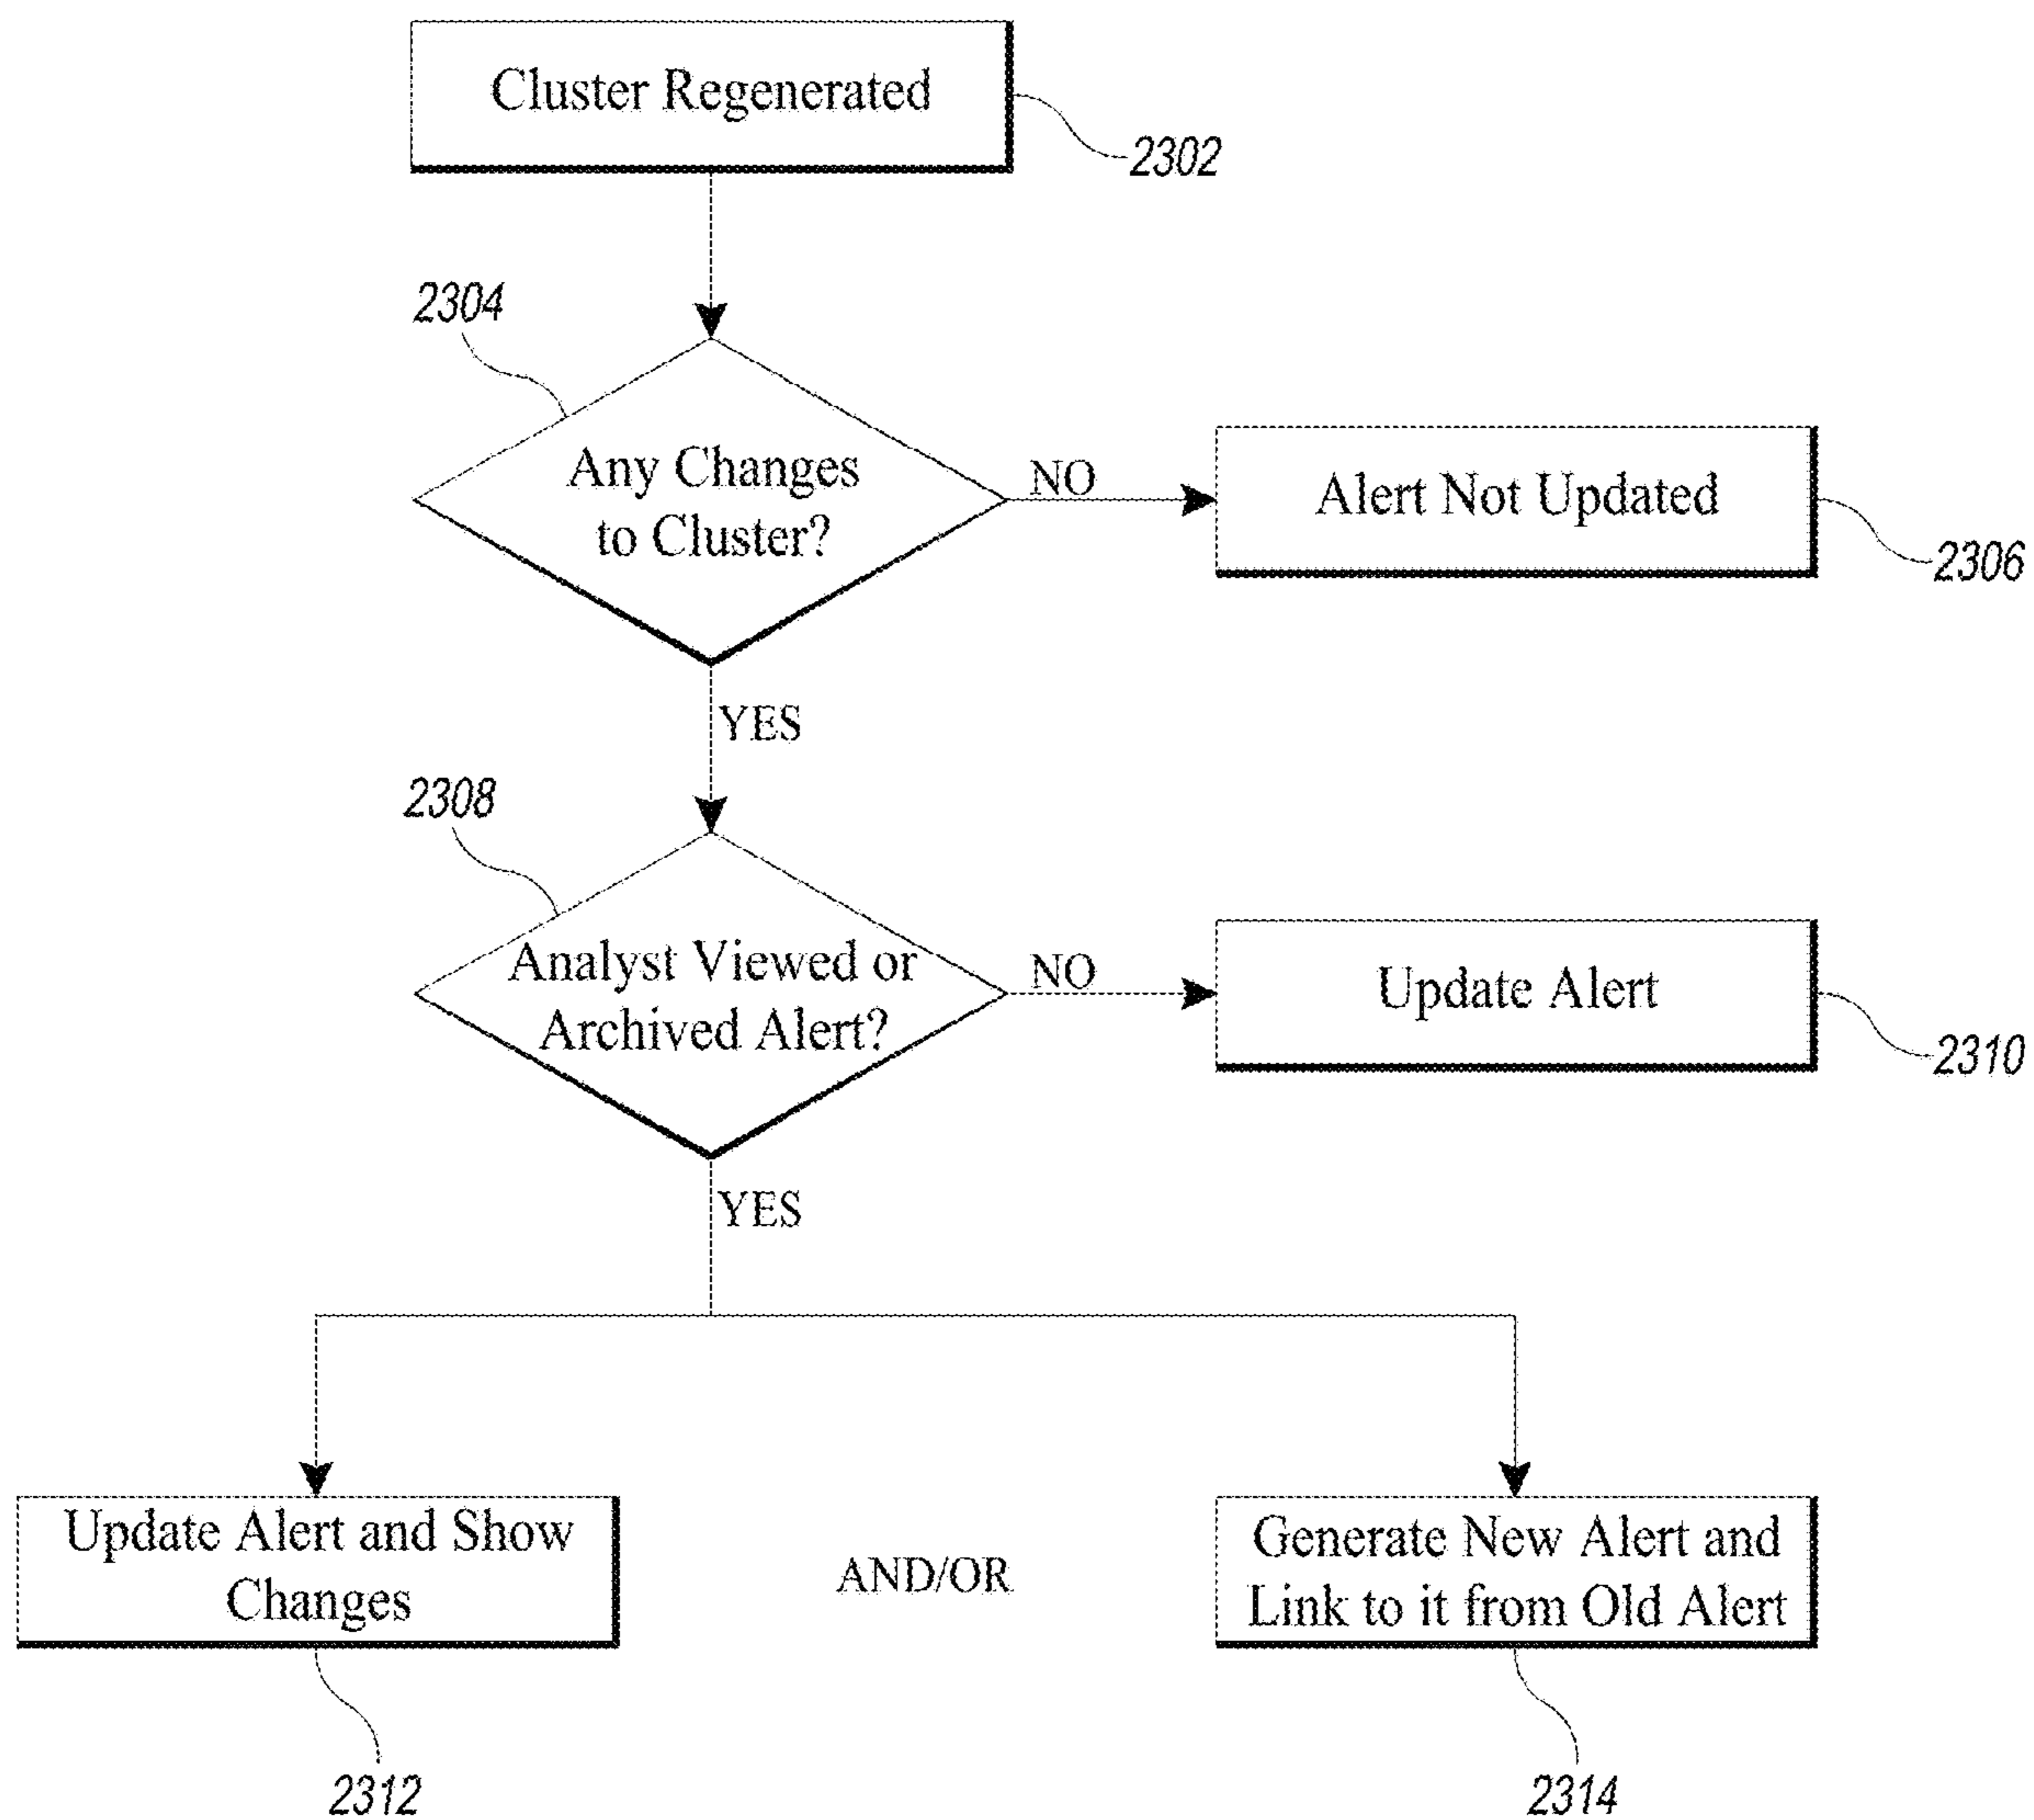 Cluster Regenerated
2302
2304
Any Changes
to Cluster?
NO
Alert Not Updated
2306
YES
2308
Analyst Viewed or
Archived Alert?
NO
Update Alert
2310
YES
Update Alert and Show
Changes
AND/OR
Generate New Alert and
Link to it from Old Alert
2312
2314